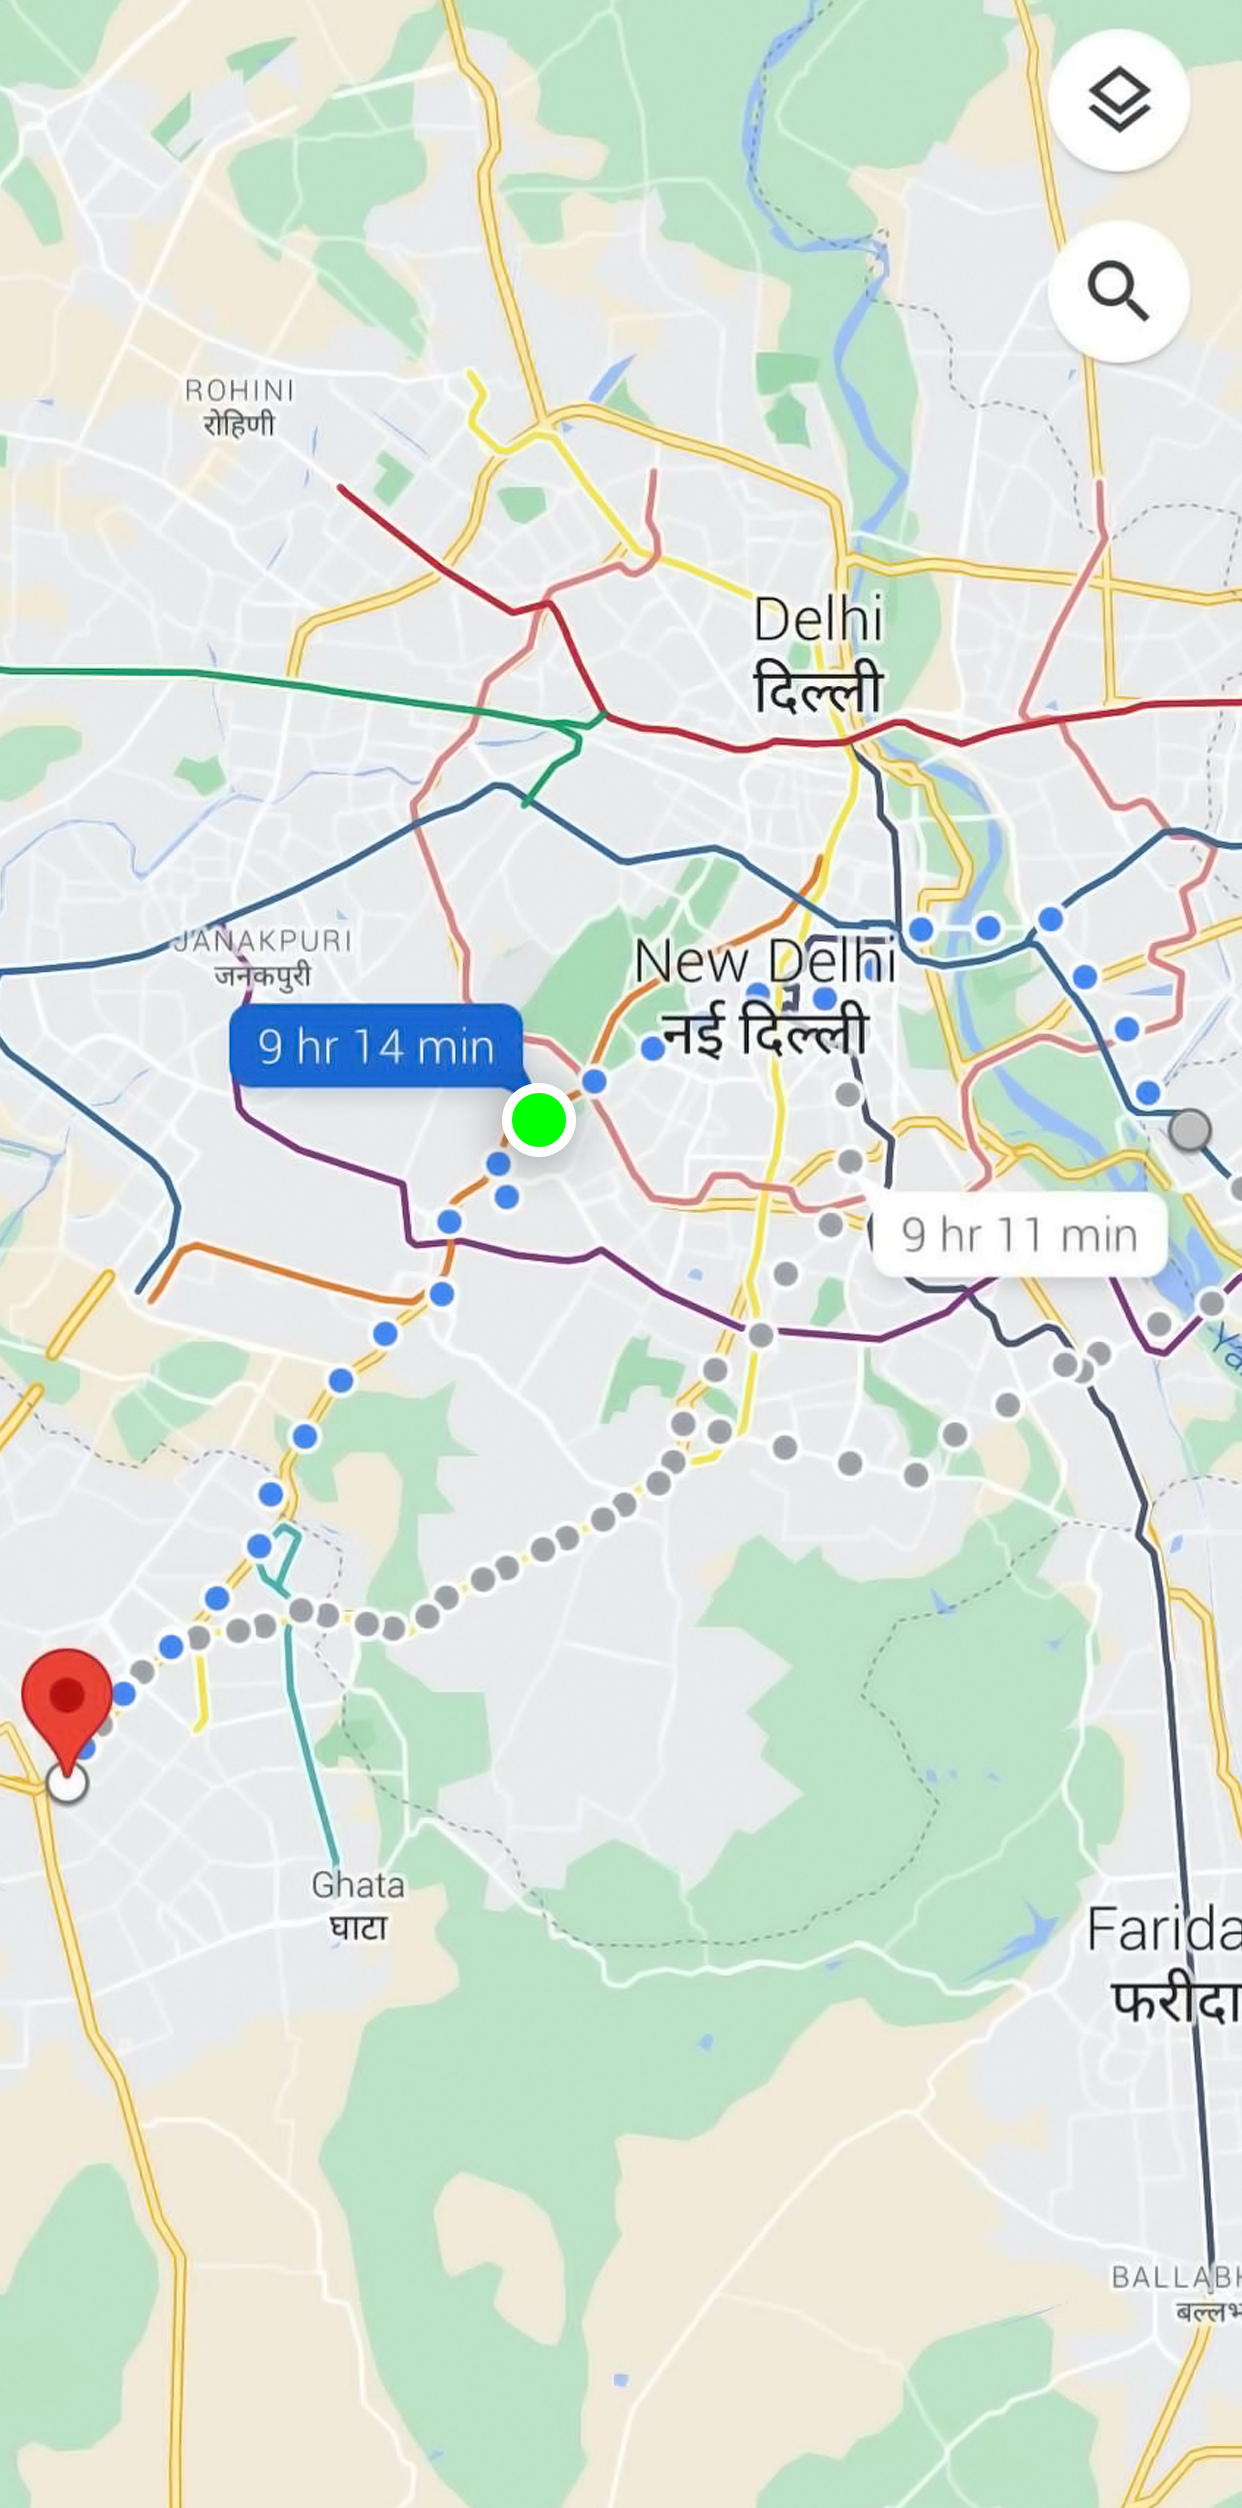 ROHINI
रोहिणी
Delhi
दिल्ली
JANAKPURI
जनकपुरी
New Delhi
नई दिल्ली
9 hr 14 min
9 hr 11 min
Ya
Ghata
घाटा
Farida
फरीदा
BALLABH
बल्लभ